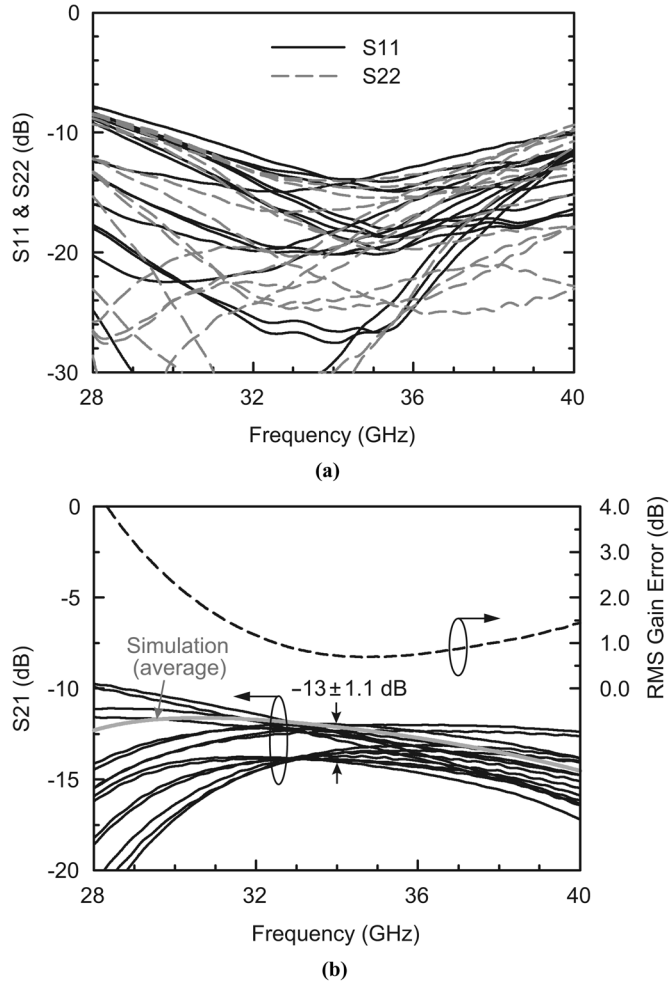 0
-10
-20
-30
S11 & S22 (dB)
S11
S22
28
32
36
40
Frequency (GHz)
(a)
0
-5
-10
-15
-20
S21 (dB)
4.0
3.0
2.0
1.0
0.0
RMS Gain Error (dB)
Simulation
(average)
−13 ± 1.1 dB
28
32
36
40
Frequency (GHz)
(b)